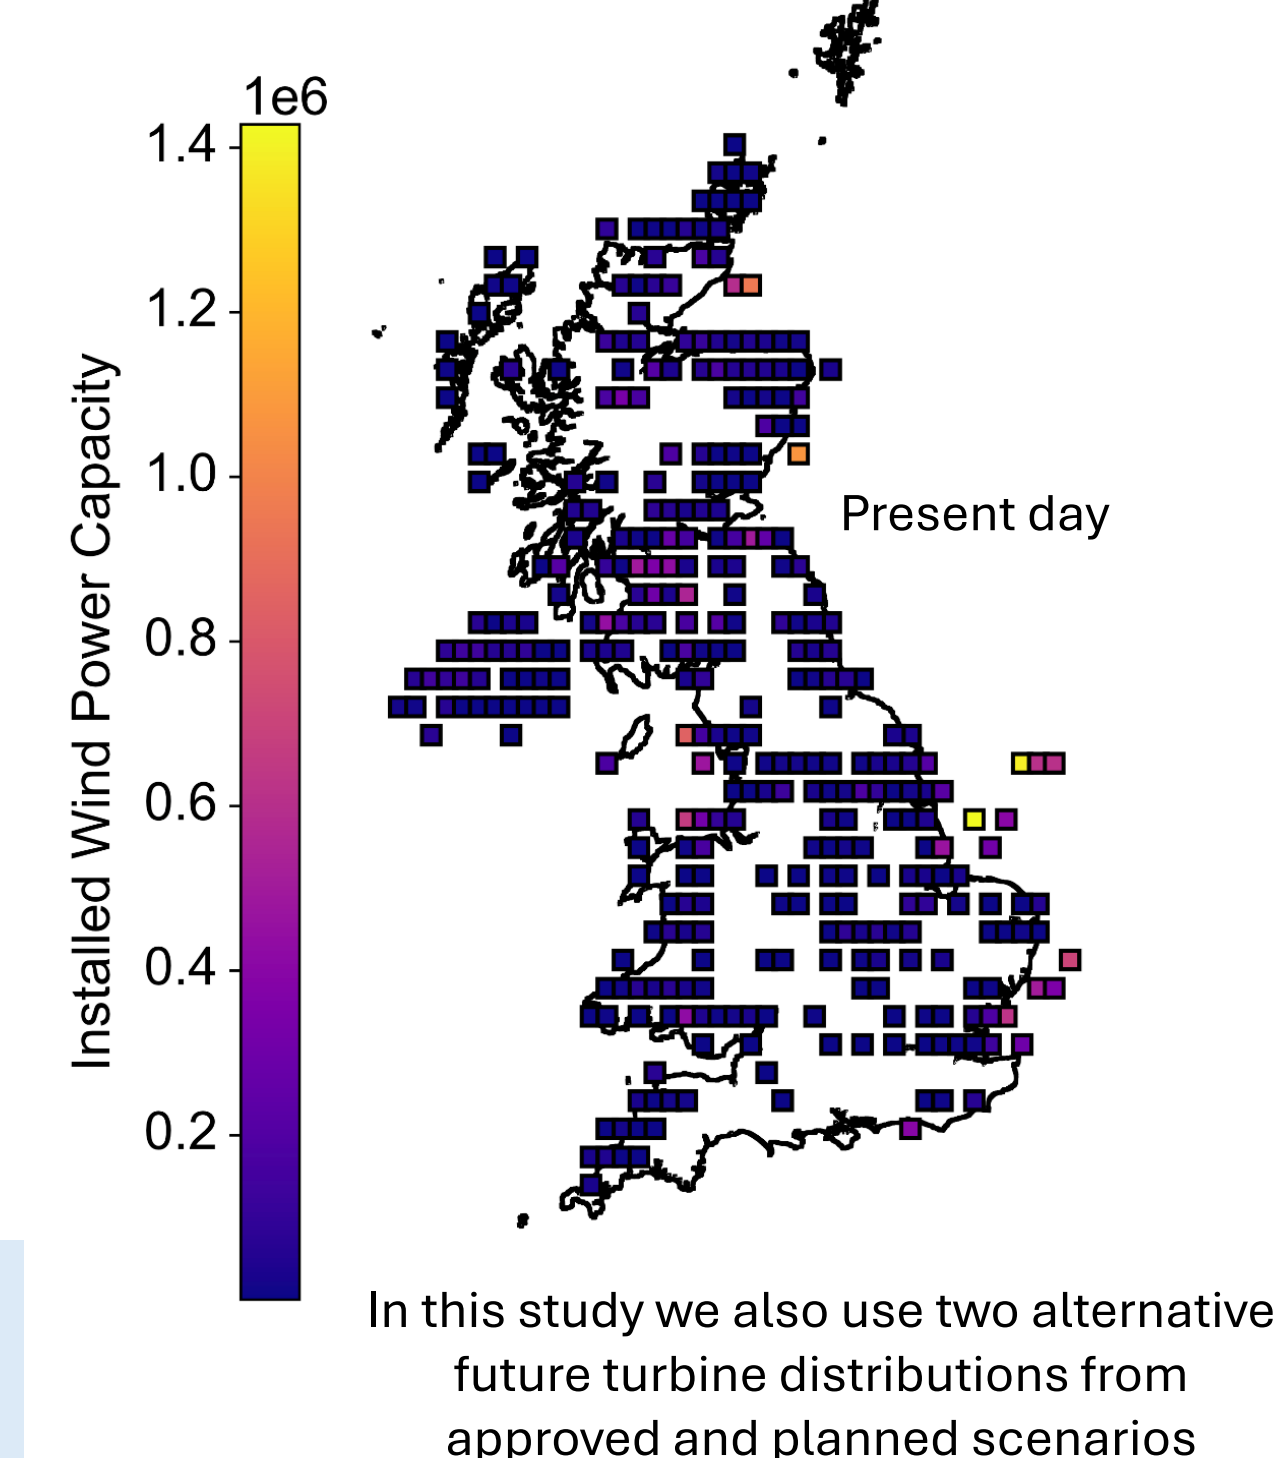 1e6
1.4
1.2
1.0
0.8
0.6
0.4
0.2
Installed Wind Power Capacity
Present day
In this study we also use two alternative
future turbine distributions from
approved and planned scenarios